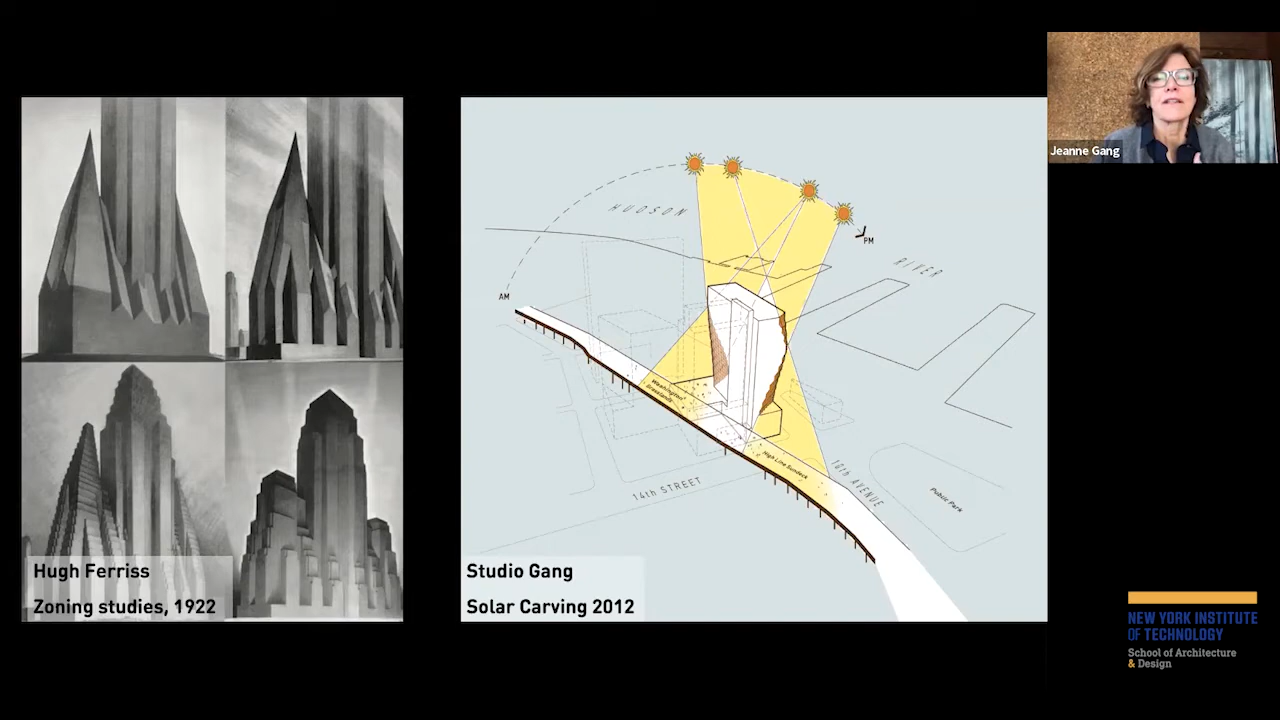 Jeanne Gang
HUDSON
RIVER
PM
AM
Washington
Grasslands
High Line Sundeck
10th AVENUE
14th STREET
Public Park
Hugh Ferriss
Zoning studies, 1922
Studio Gang
Solar Carving 2012
NEW YORK INSTITUTE
OF TECHNOLOGY
School of Architecture
& Design